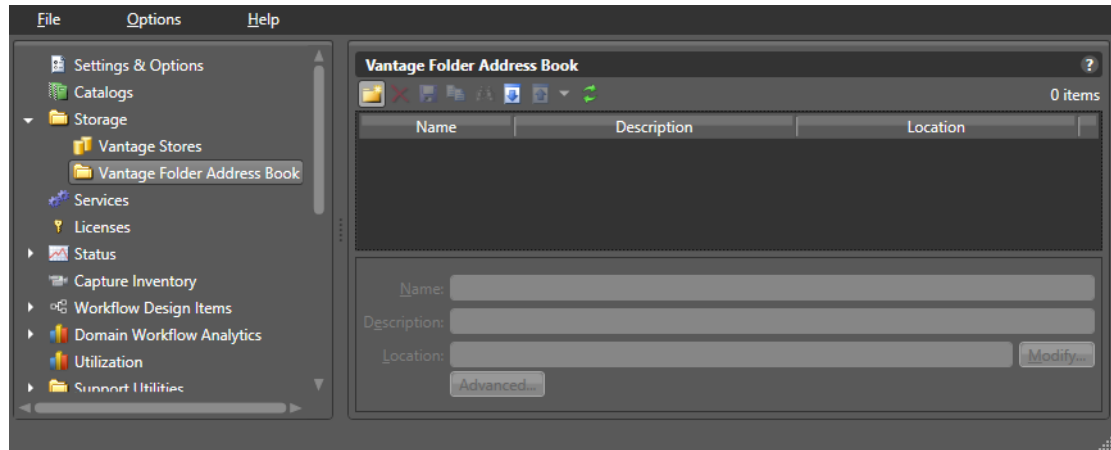 File Options Help
Settings & Options
Catalogs
Storage
Vantage Stores
Vantage Folder Address Book
Services
Licenses
Status
Capture Inventory
Workflow Design Items
Domain Workflow Analytics
Utilization
Support Utilities
Vantage Folder Address Book ?
0 items
Name Description Location
Name:
Description:
Location: Modify...
Advanced...